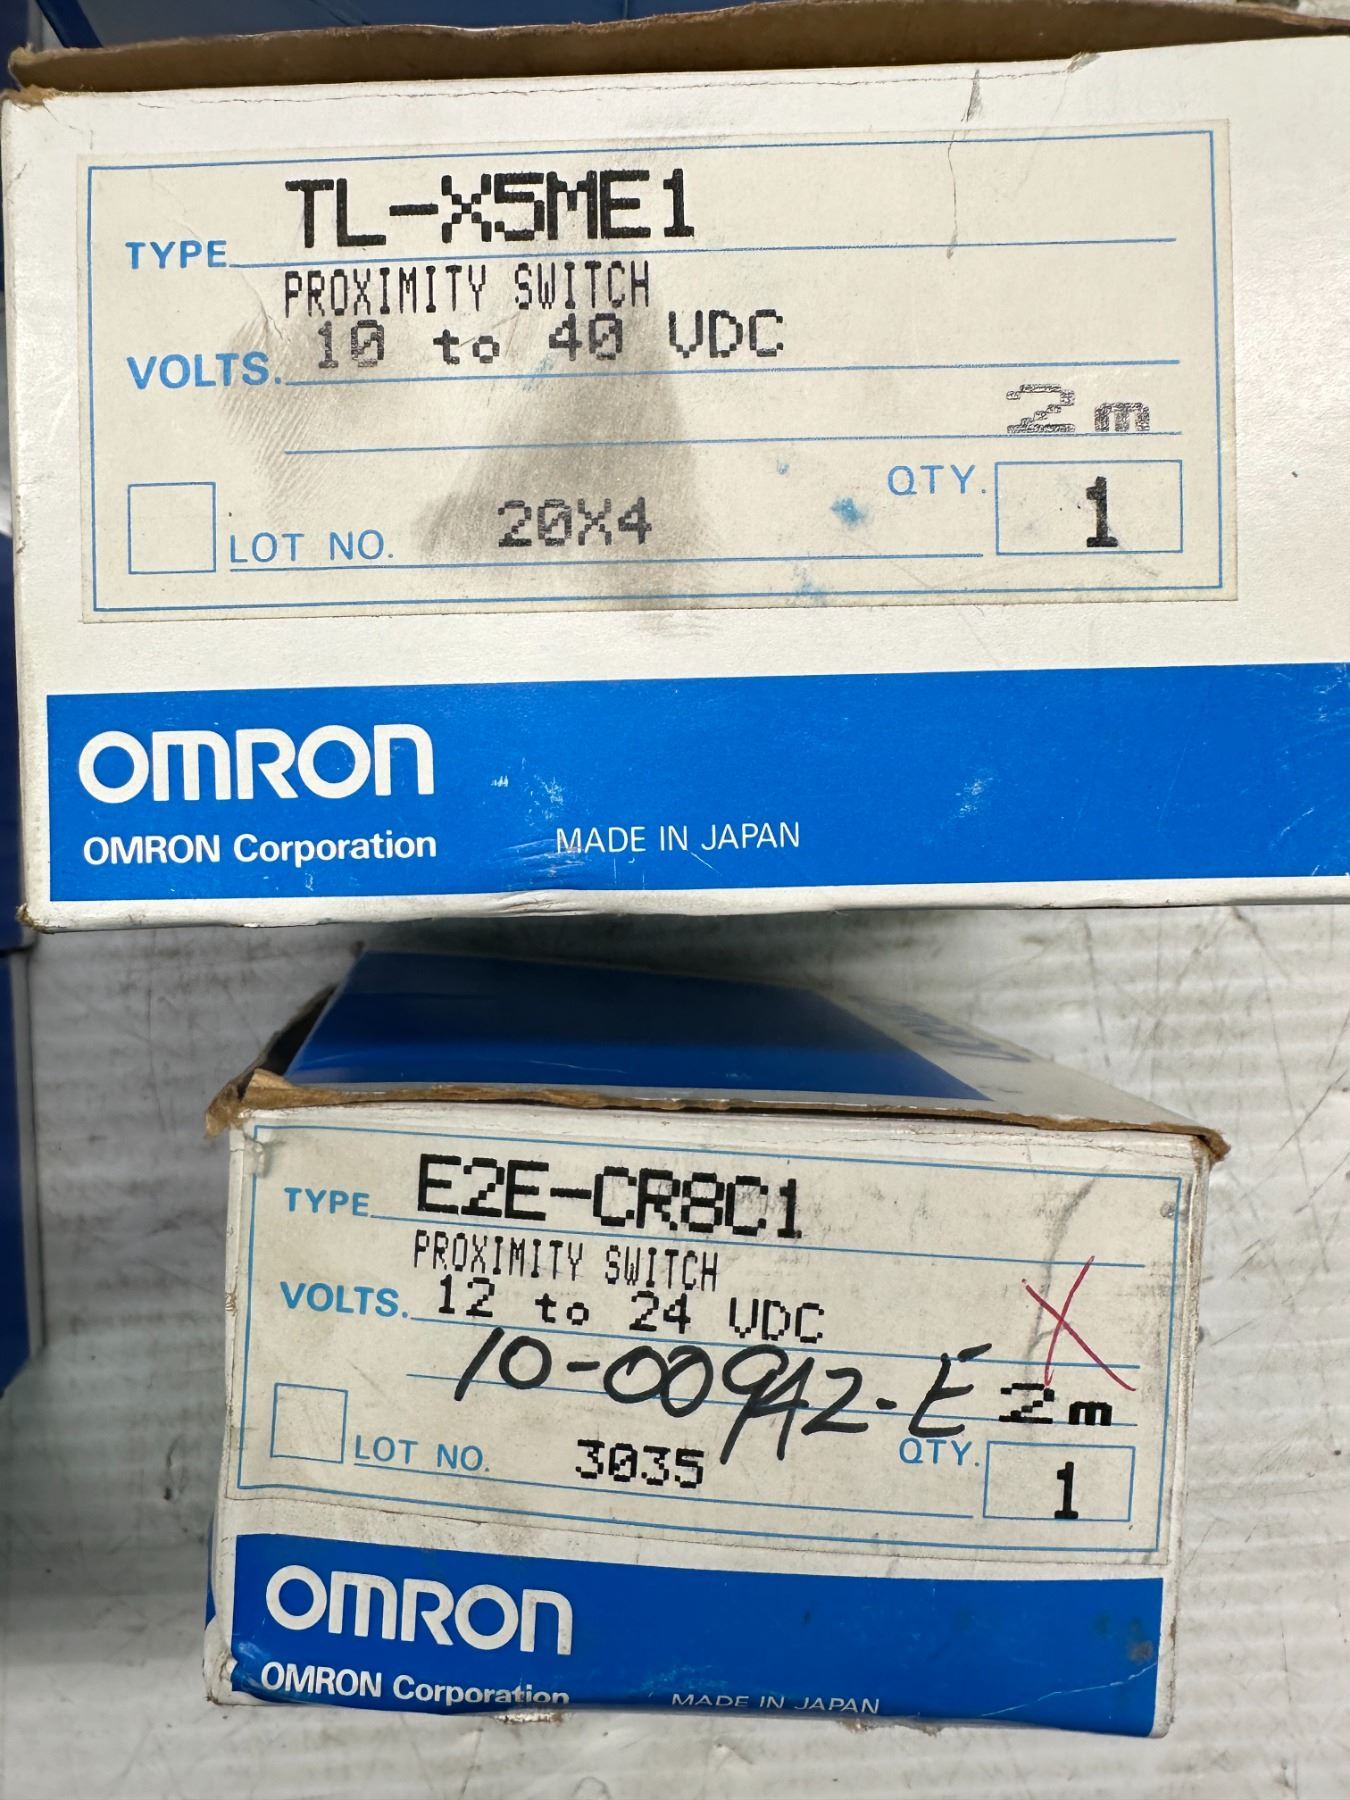 TYPE TL-X5ME1
PROXIMITY SWITCH
VOLTS. 10 to 40 VDC
2m
LOT NO. 20X4 QTY. 1
OMRON
OMRON Corporation MADE IN JAPAN
TYPE E2E-CR8C1
PROXIMITY SWITCH
VOLTS. 12 to 24 VDC
X
10-00942-E 2m
LOT NO. 3035 QTY. 1
OMRON
OMRON Corporation MADE IN JAPAN